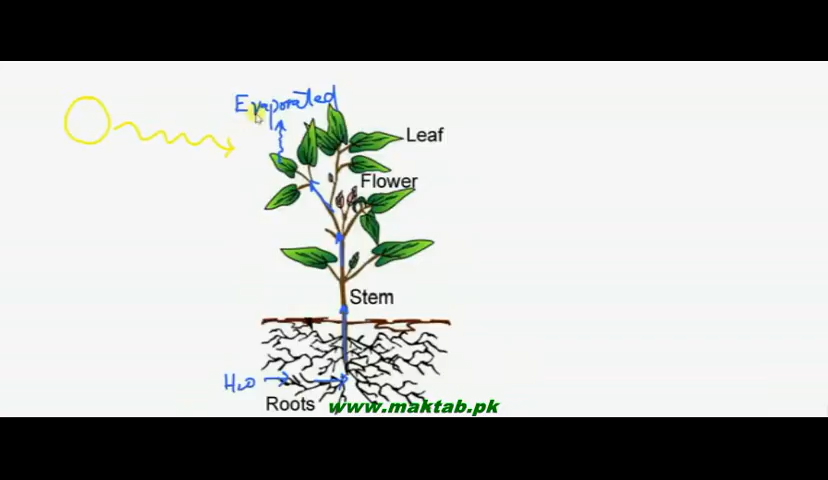 Evaporated
Leaf
Flower
Stem
H₂O
Roots
www.maktab.pk